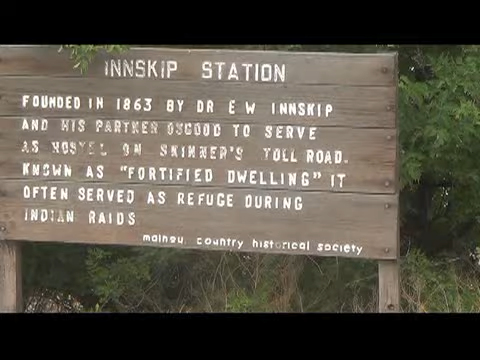 INNSKIP STATION
FOUNDED IN 1863 BY DR E W INNSKIP
AND HIS PARTNER OSGOOD TO SERVE
AS HOSTEL ON SKINNER'S TOLL ROAD.
KNOWN AS "FORTIFIED DWELLING" IT
OFTEN SERVED AS REFUGE DURING
INDIAN RAIDS
country historical society